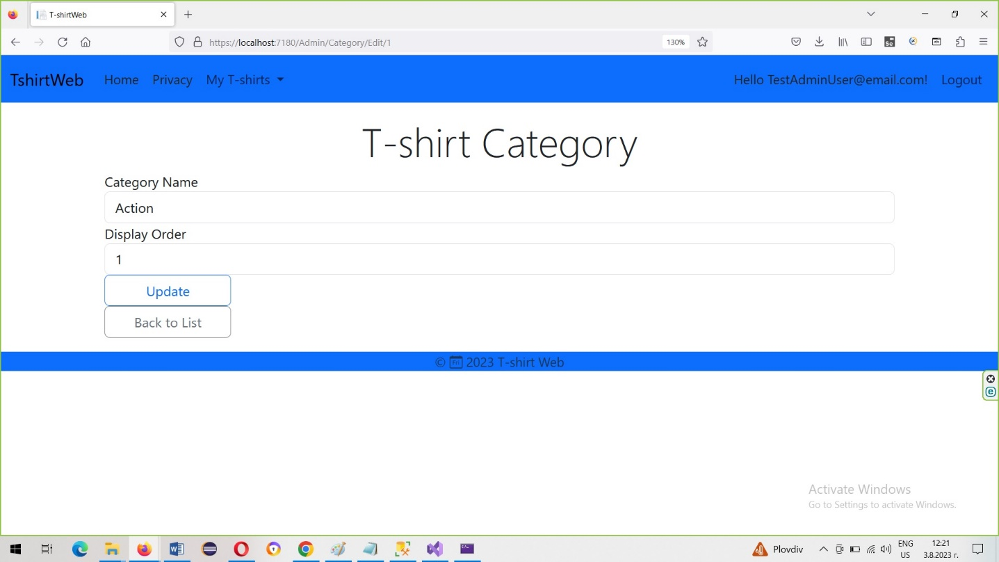 T-shirtWeb
https://localhost:7180/Admin/Category/Edit/1
130%
TshirtWeb Home Privacy My T-shirts Hello TestAdminUser@email.com! Logout
T-shirt Category
Category Name
Action
Display Order
1
Update
Back to List
© Fri 2023 T-shirt Web
Activate Windows
Go to Settings to activate Windows.
Plovdiv ENG 12:21
US 3.8.2023 г.